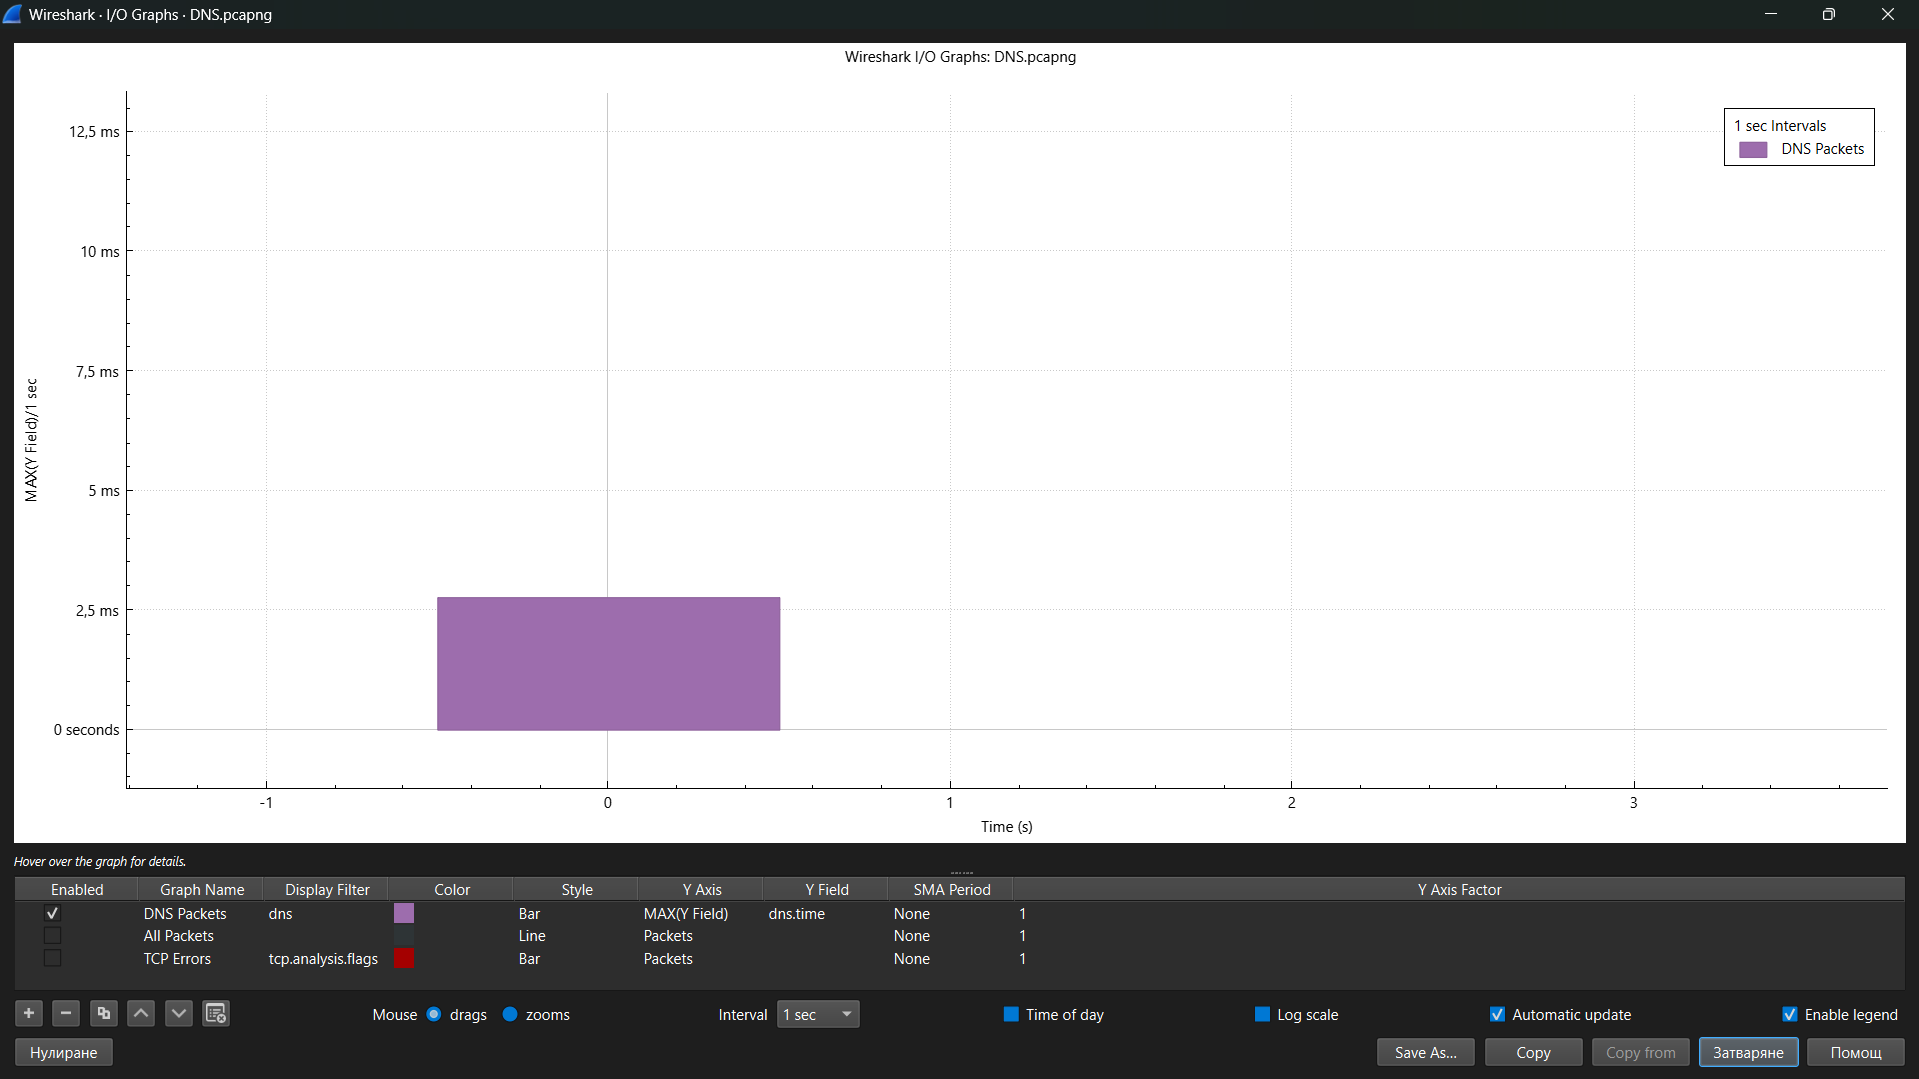 Wireshark · I/O Graphs · DNS.pcapng
Wireshark I/O Graphs: DNS.pcapng
12,5 ms
10 ms
7,5 ms
5 ms
2,5 ms
0 seconds
MAX(Y Field)/1 sec
1 sec Intervals
DNS Packets
-1 0 1 2 3
Time (s)
Hover over the graph for details.
Enabled Graph Name Display Filter Color Style Y Axis Y Field SMA Period Y Axis Factor
DNS Packets dns Bar MAX(Y Field) dns.time None 1
All Packets Line Packets None 1
TCP Errors tcp.analysis.flags Bar Packets None 1
Mouse drags zooms Interval 1 sec Time of day Log scale Automatic update Enable legend
Нулиране Save As... Copy Copy from Затваряне Помощ